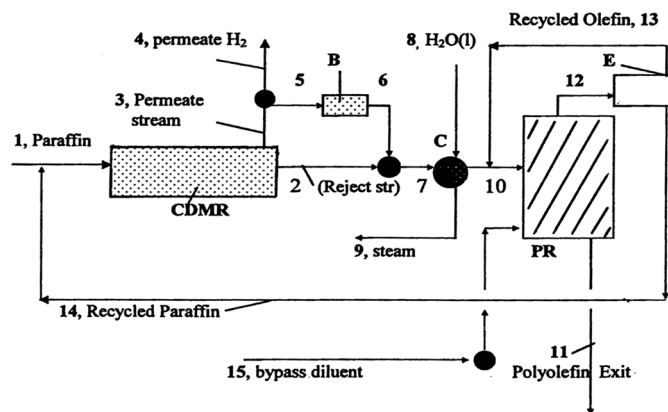 Recycled Olefin, 13
4, permeate H₂
8, H₂O(l)
5
B
6
E
12
3, Permeate
stream
C
1, Paraffin
2
(Reject str)
7
10
CDMR
9, steam
PR
14, Recycled Paraffin
11
15, bypass diluent
Polyolefin Exit